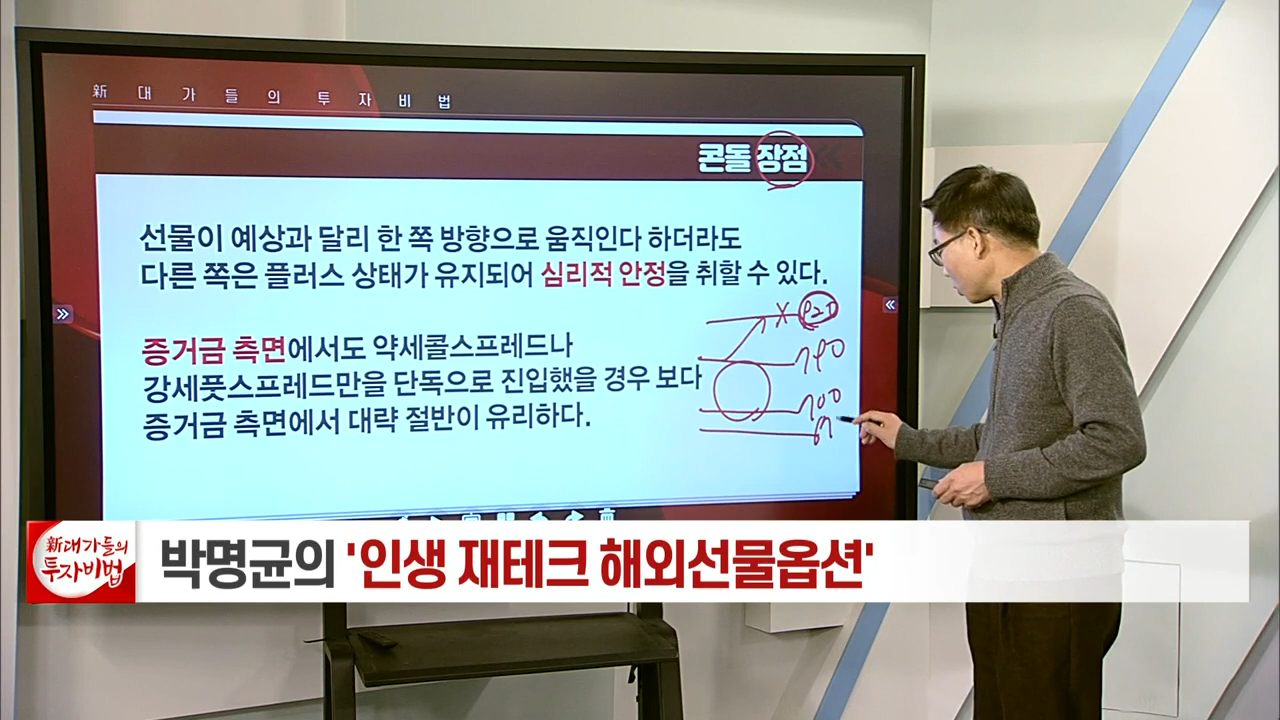 新 대 가 들 의 투 자 비 법
콘돌 장점
선물이 예상과 달리 한 쪽 방향으로 움직인다 하더라도
다른 쪽은 플러스 상태가 유지되어 심리적 안정을 취할 수 있다.
증거금 측면에서도 약세콜스프레드나
강세풋스프레드만을 단독으로 진입했을 경우 보다
증거금 측면에서 대략 절반이 유리하다.
700
新대가들의
투자비법
박명균의 '인생 재테크 해외선물옵션'